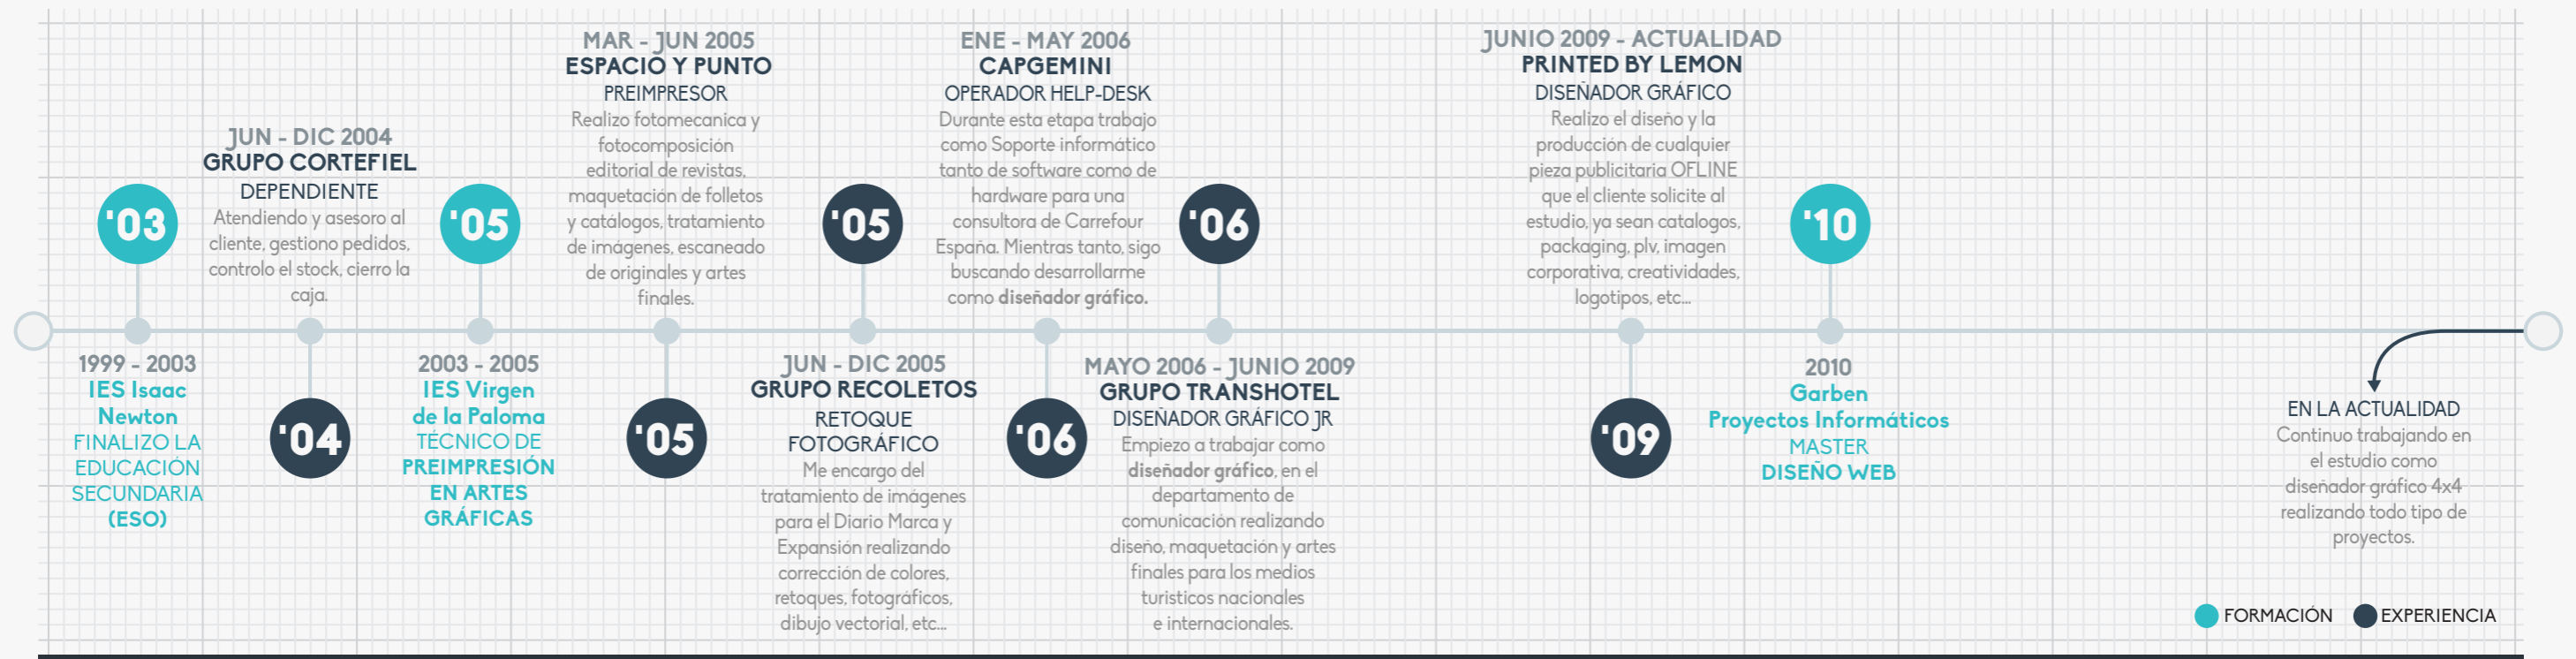 '03
1999 - 2003
IES Isaac
Newton
FINALIZO LA
EDUCACIÓN
SECUNDARIA
(ESO)
JUN - DIC 2004
GRUPO CORTEFIEL
DEPENDIENTE
Atendiendo y asesoro al
cliente, gestiono pedidos,
controlo el stock, cierro la
caja.
'04
'05
2003 - 2005
IES Virgen
de la Paloma
TÉCNICO DE
PREIMPRESIÓN
EN ARTES
GRÁFICAS
MAR - JUN 2005
ESPACIO Y PUNTO
PREIMPRESOR
Realizo fotomecanica y
fotocomposición
editorial de revistas,
maquetación de folletos
y catálogos, tratamiento
de imágenes, escaneado
de originales y artes
finales.
'05
'05
JUN - DIC 2005
GRUPO RECOLETOS
RETOQUE
FOTOGRÁFICO
Me encargo del
tratamiento de imágenes
para el Diario Marca y
Expansión realizando
corrección de colores,
retoques, fotográficos,
dibujo vectorial, etc...
ENE - MAY 2006
CAPGEMINI
OPERADOR HELP-DESK
Durante esta etapa trabajo
como Soporte informático
tanto de software como de
hardware para una
consultora de Carrefour
España. Mientras tanto, sigo
buscando desarrollarme
como diseñador gráfico.
'06
'06
MAYO 2006 - JUNIO 2009
GRUPO TRANSHOTEL
DISEÑADOR GRÁFICO JR
Empiezo a trabajar como
diseñador gráfico, en el
departamento de
comunicación realizando
diseño, maquetación y artes
finales para los medios
turisticos nacionales
e internacionales.
JUNIO 2009 - ACTUALIDAD
PRINTED BY LEMON
DISEÑADOR GRÁFICO
Realizo el diseño y la
producción de cualquier
pieza publicitaria OFLINE
que el cliente solicite al
estudio, ya sean catalogos,
packaging, plv, imagen
corporativa, creatividades,
logotipos, etc...
'09
'10
2010
Garben
Proyectos Informáticos
MASTER
DISEÑO WEB
EN LA ACTUALIDAD
Continuo trabajando en
el estudio como
diseñador gráfico 4x4
realizando todo tipo de
proyectos.
FORMACIÓN
EXPERIENCIA